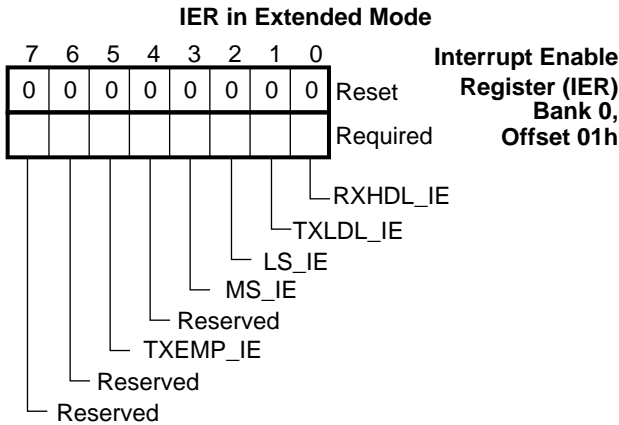 IER in Extended Mode
7 6 5 4 3 2 1 0
Interrupt Enable
Register (IER)
Bank 0,
Offset 01h
0 0 0 0 0 0 0 0 Reset
Required
RXHDL_IE
TXLDL_IE
LS_IE
MS_IE
Reserved
TXEMP_IE
Reserved
Reserved